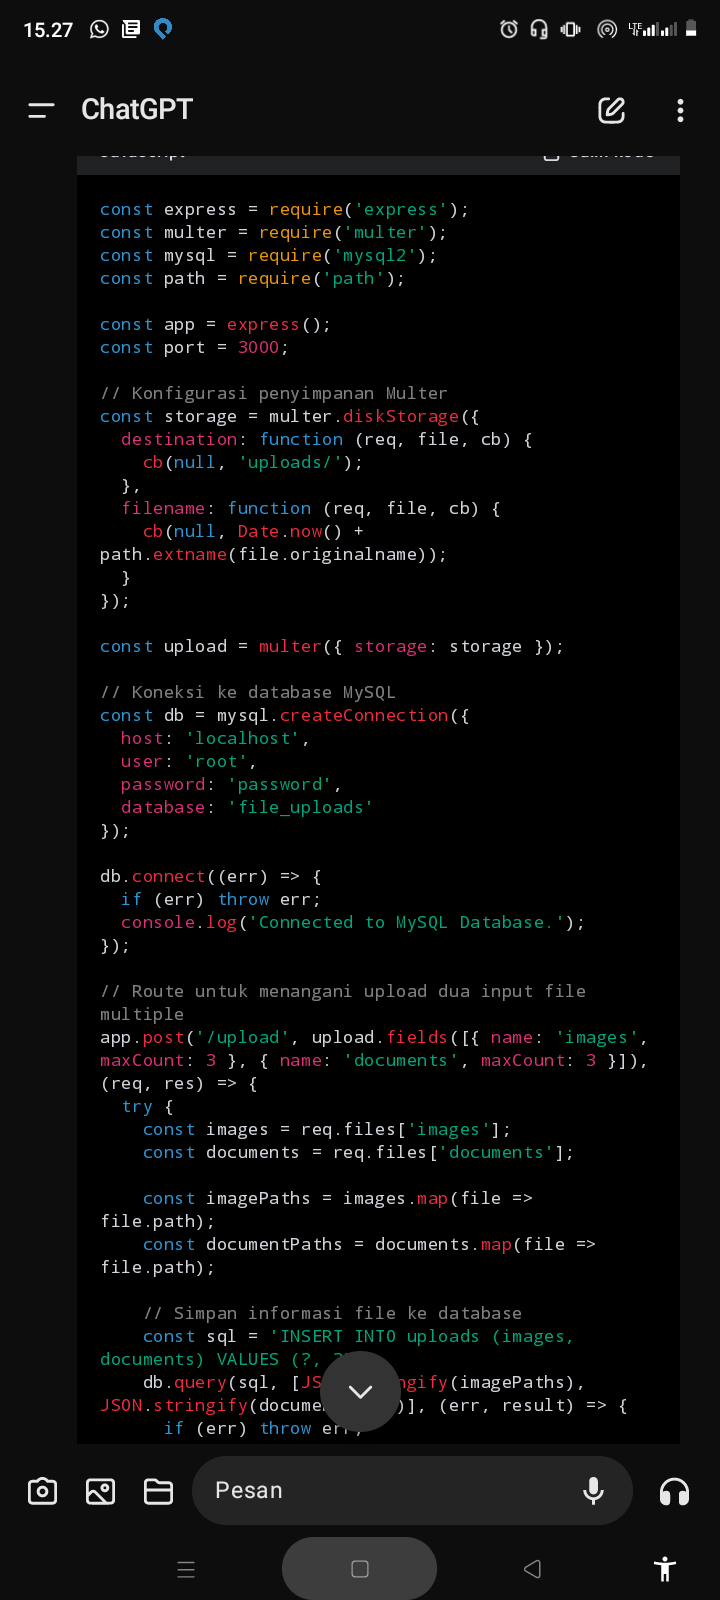 15.27
LTE
ChatGPT
const express = require('express');
const multer = require('multer');
const mysql = require('mysql2');
const path = require('path');
const app = express();
const port = 3000;
// Konfigurasi penyimpanan Multer
const storage = multer.diskStorage({
destination: function (req, file, cb) {
cb(null, 'uploads/');
},
filename: function (req, file, cb) {
cb(null, Date.now() +
path.extname(file.originalname));
}
});
const upload = multer({ storage: storage });
// Koneksi ke database MySQL
const db = mysql.createConnection({
host: 'localhost',
user: 'root',
password: 'password',
database: 'file_uploads'
});
db.connect((err) => {
if (err) throw err;
console.log('Connected to MySQL Database.');
});
// Route untuk menangani upload dua input file
multiple
app.post('/upload', upload.fields([{ name: 'images',
maxCount: 3 }, { name: 'documents', maxCount: 3 }]),
(req, res) => {
try {
const images = req.files['images'];
const documents = req.files['documents'];
const imagePaths = images.map(file =>
file.path);
const documentPaths = documents.map(file =>
file.path);
// Simpan informasi file ke database
const sql = 'INSERT INTO uploads (images,
documents) VALUES (?,
db.query(sql, [JS ngify(imagePaths),
JSON.stringify(docume )], (err, result) => {
if (err) throw err;
Pesan